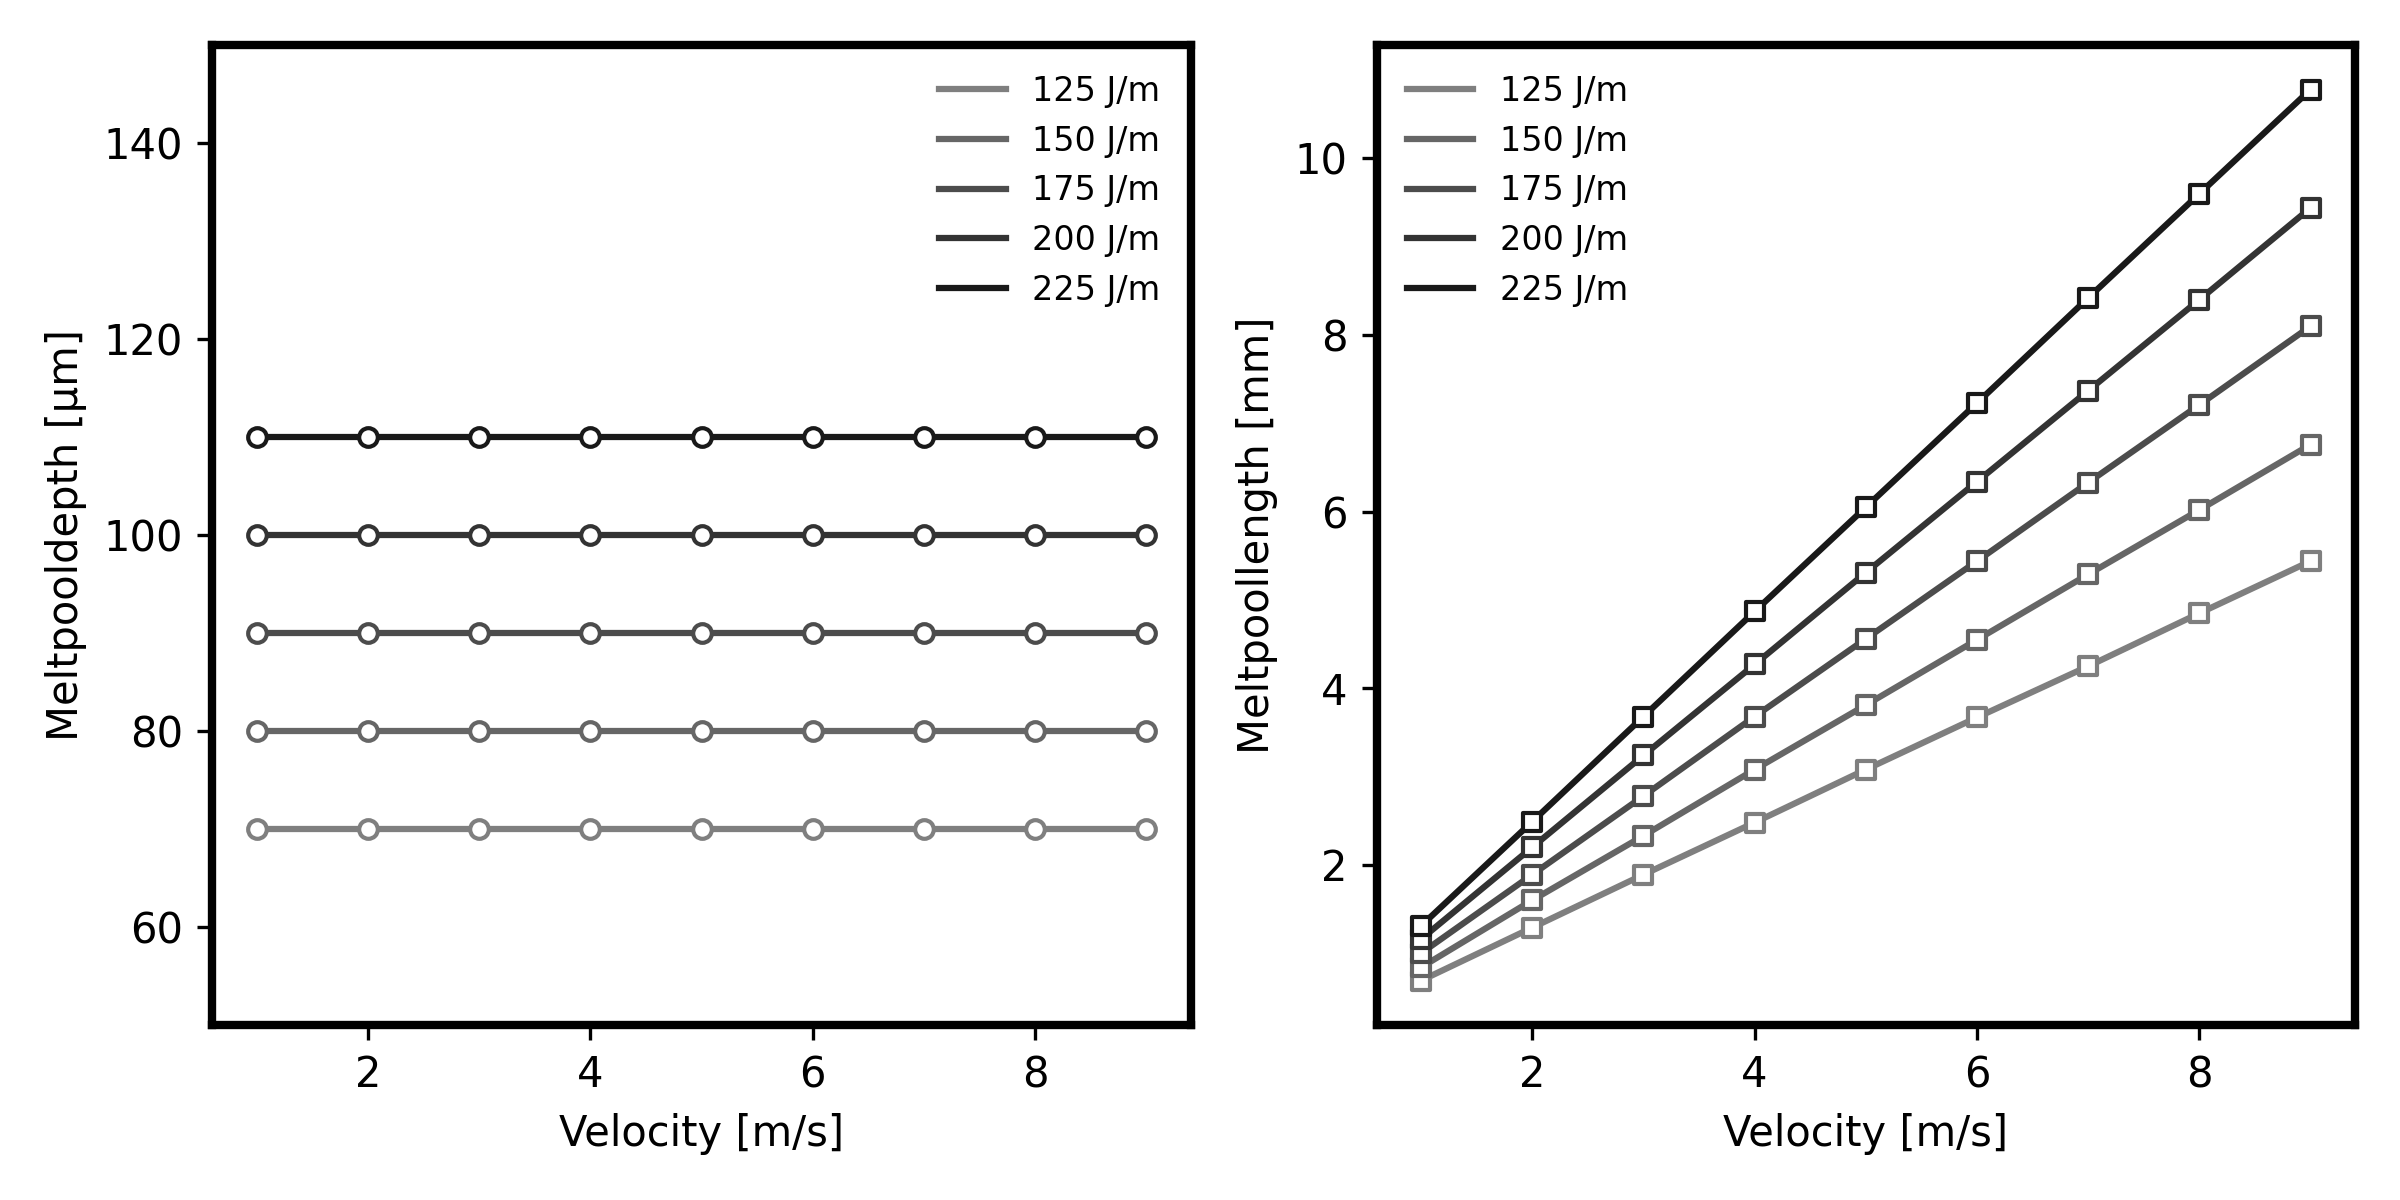 Meltpooldepth [µm]
140
120
100
80
60
125 J/m
150 J/m
175 J/m
200 J/m
225 J/m
2 4 6 8
Velocity [m/s]
Meltpoollength [mm]
10
8
6
4
2
125 J/m
150 J/m
175 J/m
200 J/m
225 J/m
2 4 6 8
Velocity [m/s]